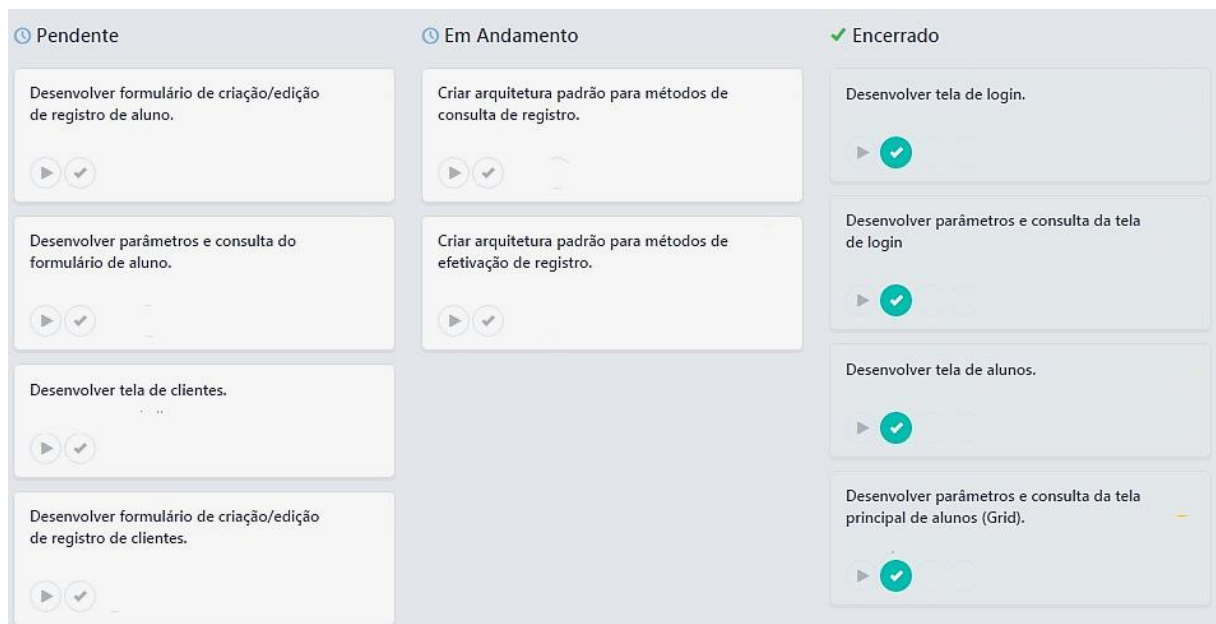 Pendente
Desenvolver formulário de criação/edição
de registro de aluno.
Desenvolver parâmetros e consulta do
formulário de aluno.
Desenvolver tela de clientes.
Desenvolver formulário de criação/edição
de registro de clientes.
Em Andamento
Criar arquitetura padrão para métodos de
consulta de registro.
Criar arquitetura padrão para métodos de
efetivação de registro.
Encerrado
Desenvolver tela de login.
Desenvolver parâmetros e consulta da tela
de login
Desenvolver tela de alunos.
Desenvolver parâmetros e consulta da tela
principal de alunos (Grid).